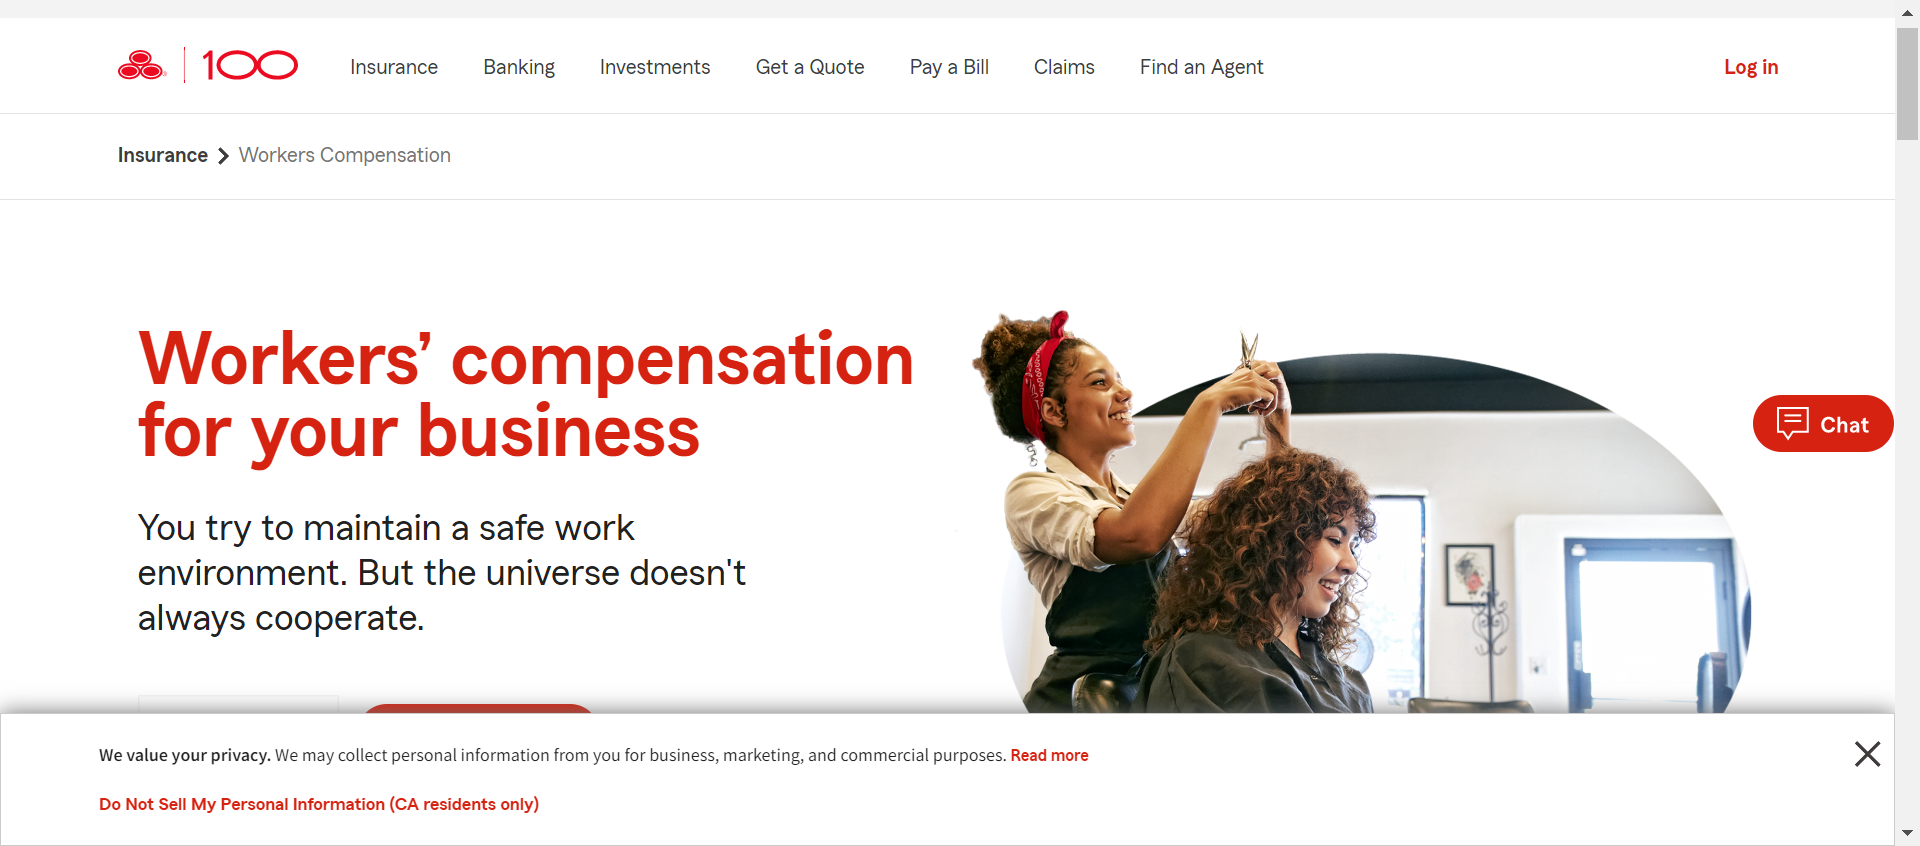 100
Insurance Banking Investments Get a Quote Pay a Bill Claims Find an Agent Log in
Insurance Workers Compensation
Workers’ compensation
for your business
You try to maintain a safe work
environment. But the universe doesn't
always cooperate.
Chat
We value your privacy. We may collect personal information from you for business, marketing, and commercial purposes. Read more
Do Not Sell My Personal Information (CA residents only)